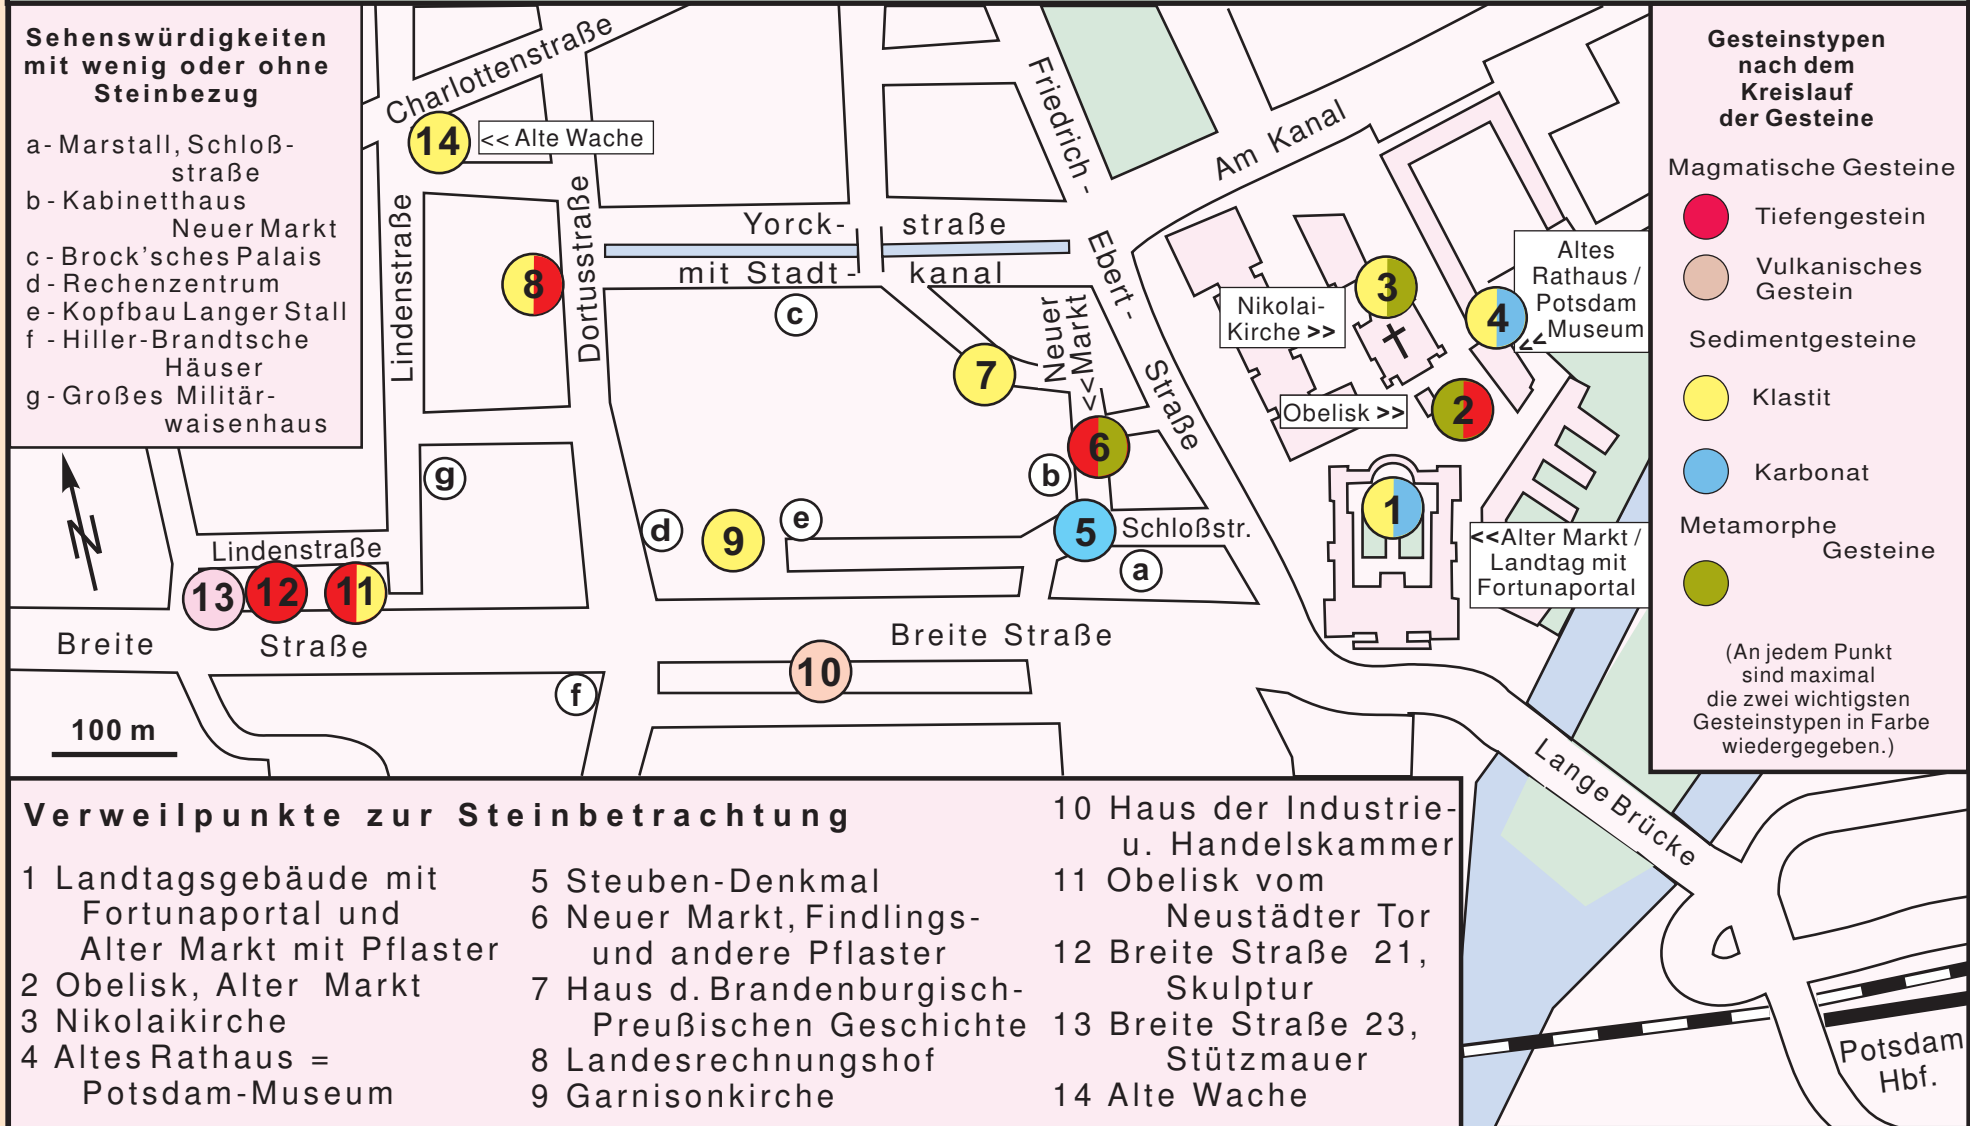 Sehenswürdigkeiten
mit wenig oder ohne
Steinbezug
a- Marstall, Schloß-
straße
b - Kabinetthaus
Neuer Markt
c - Brock'sches Palais
d - Rechenzentrum
e - Kopfbau Langer Stall
f - Hiller-Brandtsche
Häuser
g - Großes Militär-
waisenhaus
Charlottenstraße
14
<< Alte Wache
Lindenstraße
Dortusstraße
8
Yorck- straße
mit Stadt- kanal
c
Friedrich-
Ebert-
Straße
Am Kanal
Neuer
<<Markt
7
6
b
5
Schloßstr.
a
Nikolai-
Kirche >>
3
4
Altes
Rathaus /
Potsdam
Museum
<<
Obelisk >>
2
1
<<Alter Markt /
Landtag mit
Fortunaportal
g
d
9
e
Lindenstraße
13
12
11
Breite Straße
Breite Straße
10
f
100 m
N
Lange Brücke
Potsdam
Hbf.
Gesteinstypen
nach dem
Kreislauf
der Gesteine
Magmatische Gesteine
Tiefengestein
Vulkanisches
Gestein
Sedimentgesteine
Klastit
Karbonat
Metamorphe
Gesteine
(An jedem Punkt
sind maximal
die zwei wichtigsten
Gesteinstypen in Farbe
wiedergegeben.)
Verweilpunkte zur Steinbetrachtung
1 Landtagsgebäude mit
Fortunaportal und
Alter Markt mit Pflaster
2 Obelisk, Alter Markt
3 Nikolaikirche
4 Altes Rathaus =
Potsdam-Museum
5 Steuben-Denkmal
6 Neuer Markt, Findlings-
und andere Pflaster
7 Haus d. Brandenburgisch-
Preußischen Geschichte
8 Landesrechnungshof
9 Garnisonkirche
10 Haus der Industrie-
u. Handelskammer
11 Obelisk vom
Neustädter Tor
12 Breite Straße 21,
Skulptur
13 Breite Straße 23,
Stützmauer
14 Alte Wache